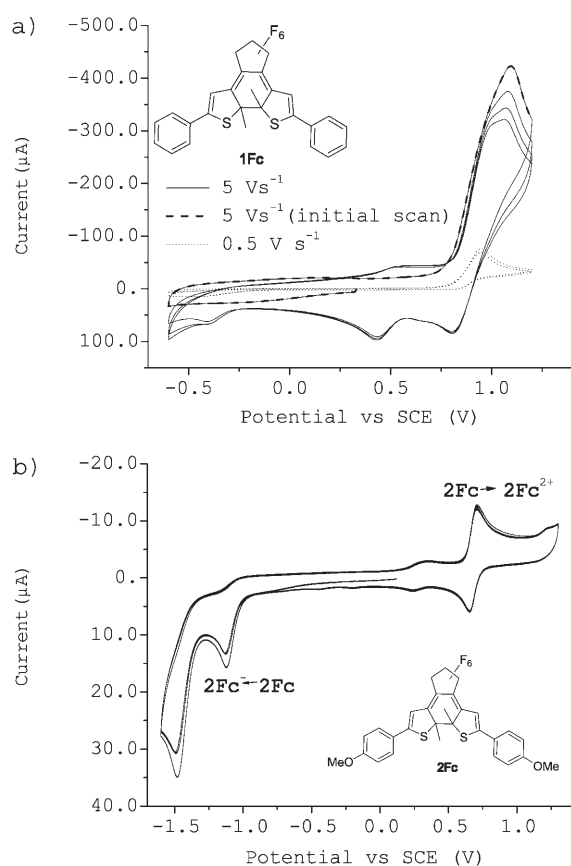 a)
-500.0
-400.0
-300.0
-200.0
-100.0
0.0
100.0
Current (µA)
F6
S S
1Fc
5 Vs-1
5 Vs-1 (initial scan)
0.5 V s-1
-0.5 0.0 0.5 1.0
Potential vs SCE (V)
b)
-20.0
-10.0
0.0
10.0
20.0
30.0
40.0
Current (µA)
2Fc → 2Fc2+
2Fc- ← 2Fc
F6
S S
MeO
OMe
2Fc
-1.5 -1.0 -0.5 0.0 0.5 1.0
Potential vs SCE (V)